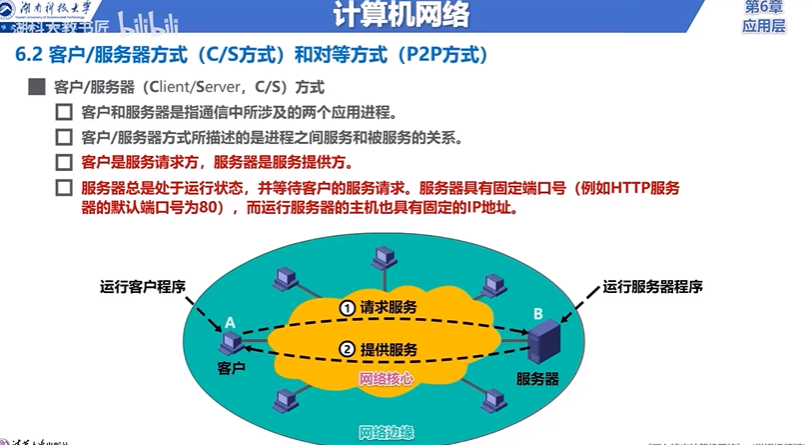 湖南科技大学
计算机网络
第6章
应用层
湖科大教书匠
bilibili
6.2 客户/服务器方式（C/S方式）和对等方式（P2P方式）
客户/服务器（Client/Server，C/S）方式
客户和服务器是指通信中所涉及的两个应用进程。
客户/服务器方式所描述的是进程之间服务和被服务的关系。
客户是服务请求方，服务器是服务提供方。
服务器总是处于运行状态，并等待客户的服务请求。服务器具有固定端口号（例如HTTP服务
器的默认端口号为80），而运行服务器的主机也具有固定的IP地址。
运行客户程序
运行服务器程序
A
① 请求服务
B
② 提供服务
客户
网络核心
服务器
网络边缘